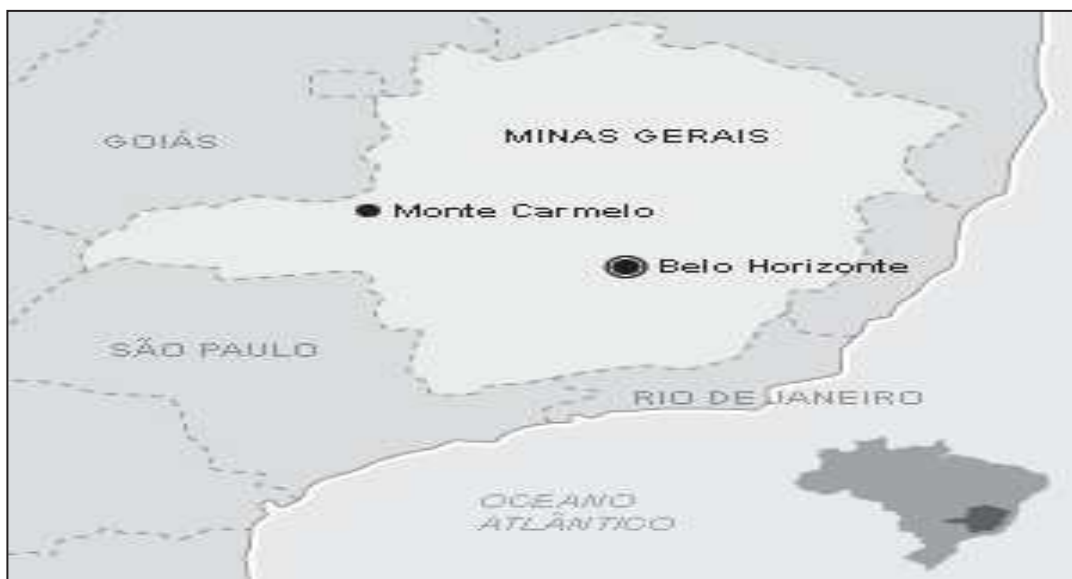 MINAS GERAIS
GOIÁS
Monte Carmelo
Belo Horizonte
SÃO PAULO
RIO DE JANEIRO
OCEANO
ATLÂNTICO